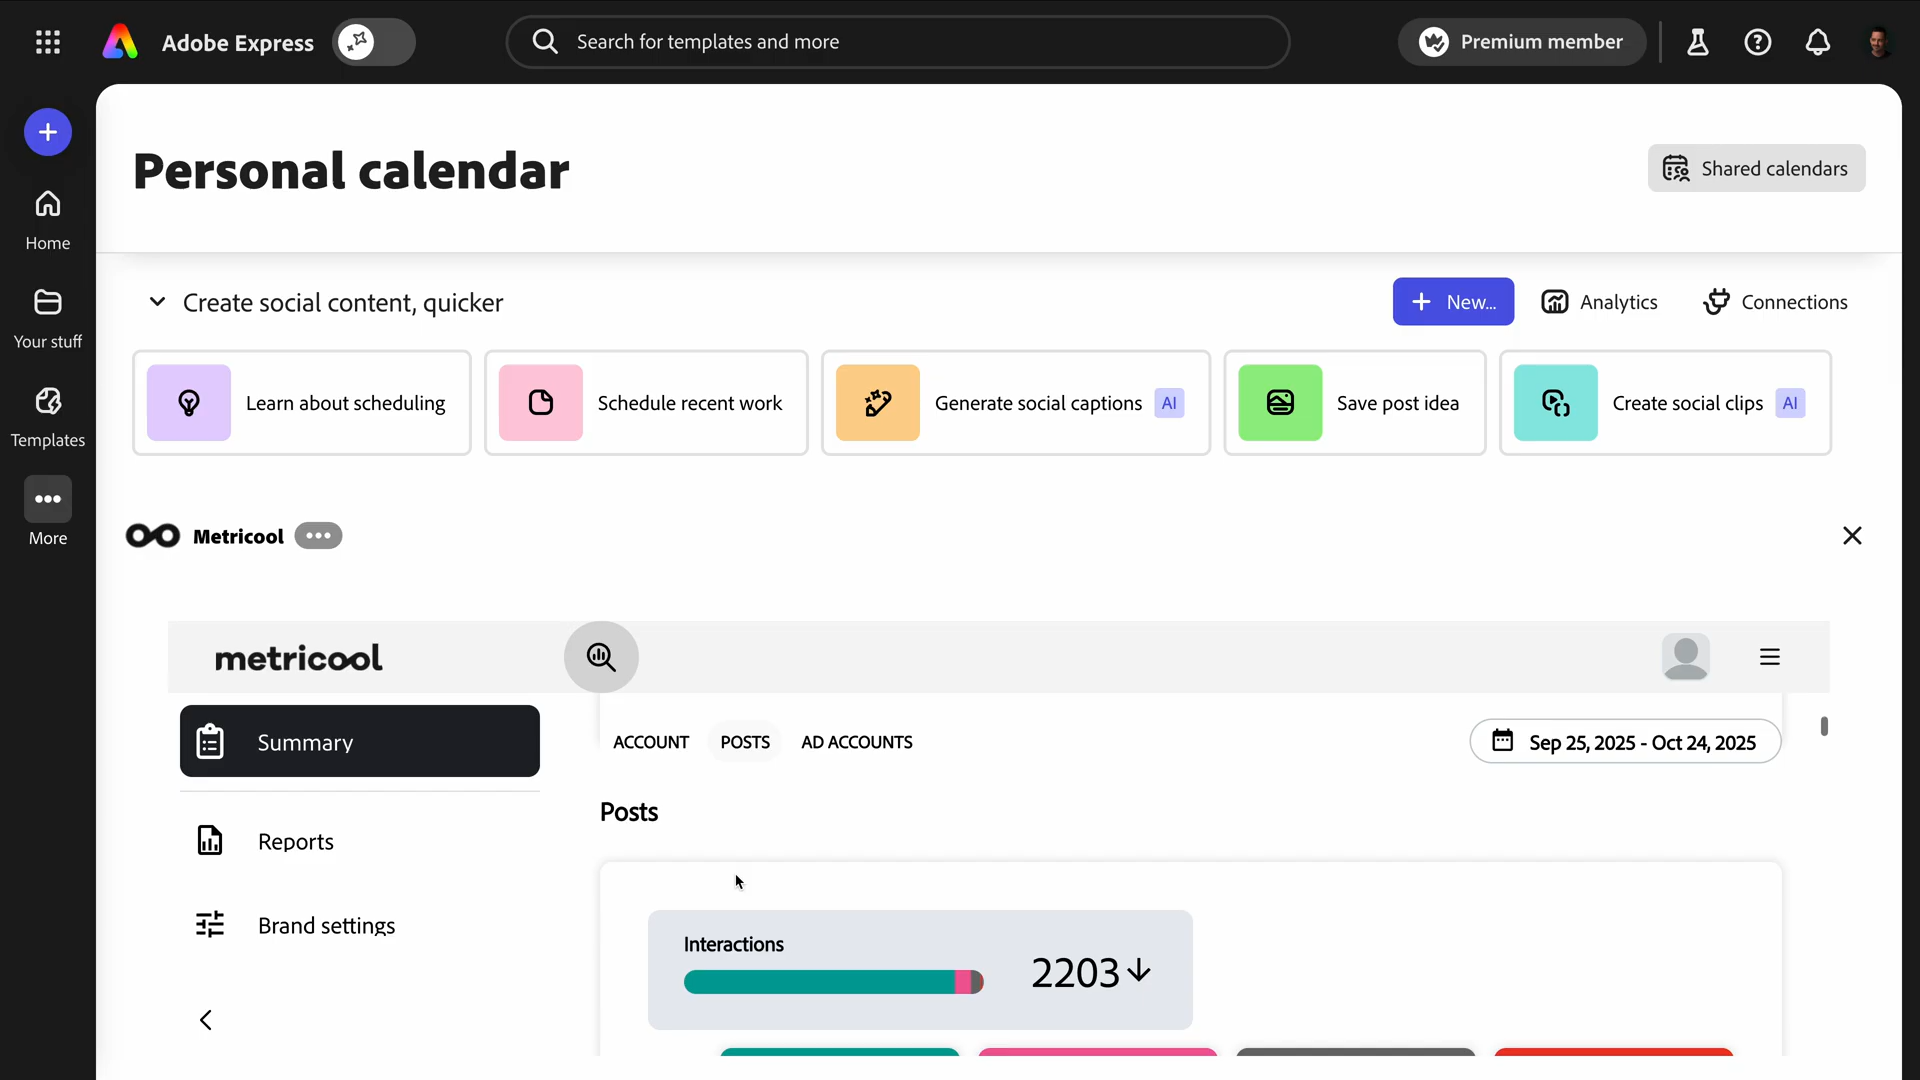 Adobe Express
Search for templates and more
Premium member
Home
Your stuff
Templates
More
Personal calendar
Shared calendars
Create social content, quicker
New...
Analytics
Connections
Learn about scheduling
Schedule recent work
Generate social captions AI
Save post idea
Create social clips AI
Metricool
metricool
Summary
Reports
Brand settings
ACCOUNT
POSTS
AD ACCOUNTS
Sep 25, 2025 - Oct 24, 2025
Posts
Interactions
2203